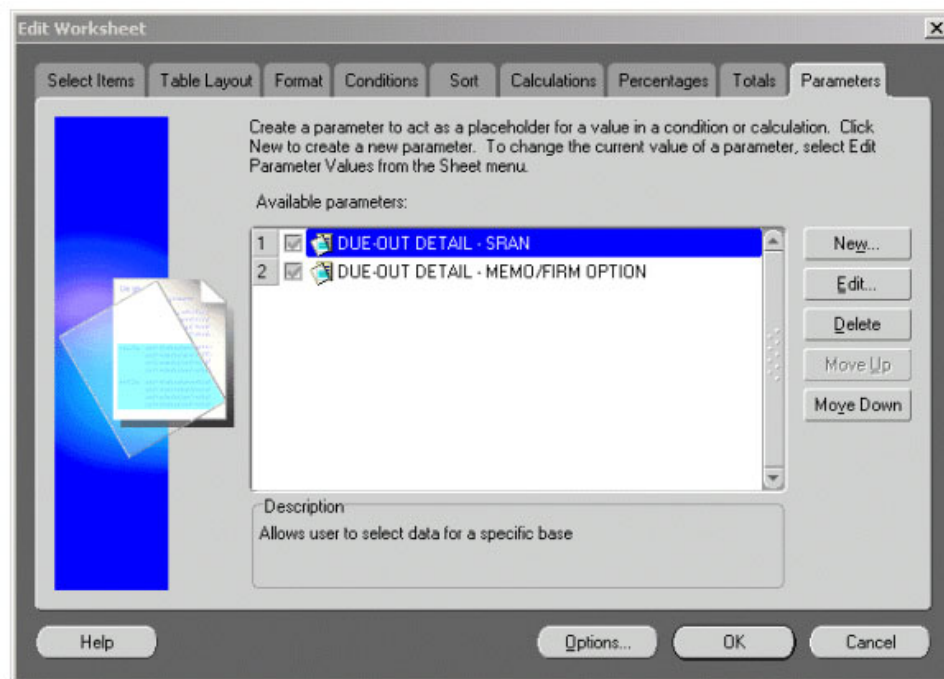 Edit Worksheet
Select Items Table Layout Format Conditions Sort Calculations Percentages Totals Parameters
Create a parameter to act as a placeholder for a value in a condition or calculation. Click
New to create a new parameter. To change the current value of a parameter, select Edit
Parameter Values from the Sheet menu.
Available parameters:
1 DUE-OUT DETAIL - SRAN
2 DUE-OUT DETAIL - MEMO/FIRM OPTION
New...
Edit...
Delete
Move Up
Move Down
Description
Allows user to select data for a specific base
Help Options... OK Cancel